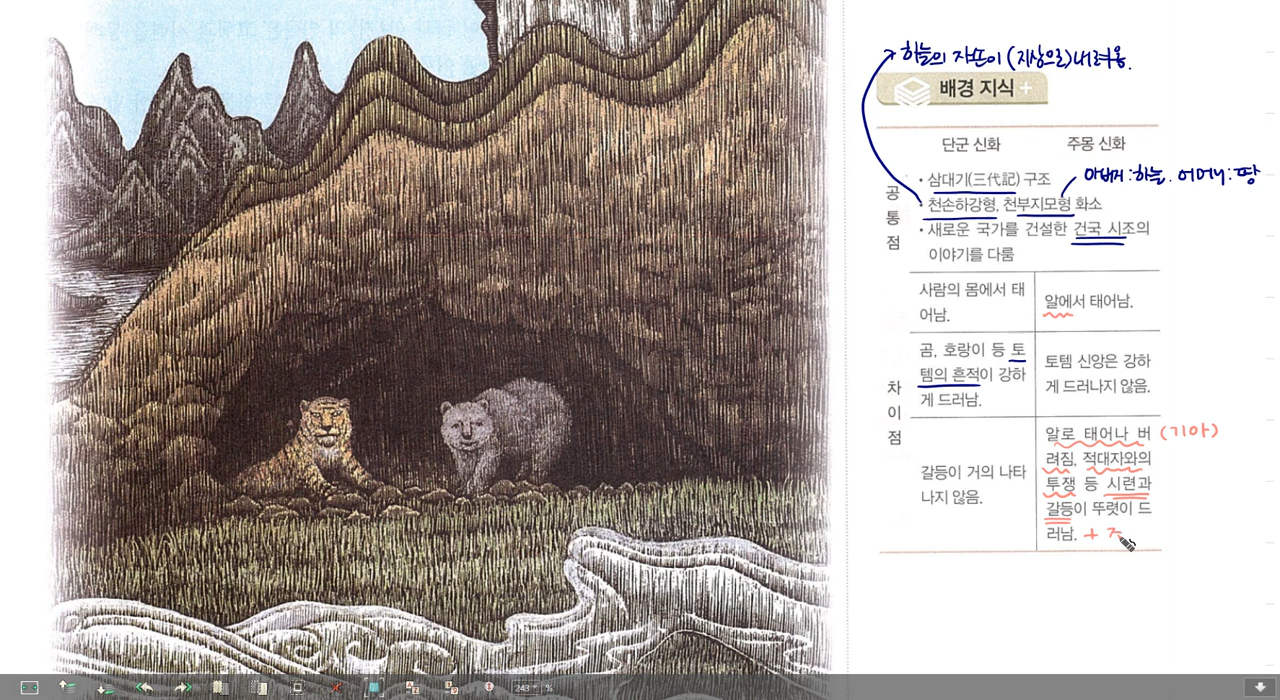 하늘의 자손이 (지상으로) 내려옴.
배경 지식 +
단군 신화 주몽 신화
공통점
• 삼대기(三代記) 구조
아버지:하늘. 어머니:땅
• 천손하강형, 천부지모형 화소
• 새로운 국가를 건설한 건국 시조의
이야기를 다룸
차이점
사람의 몸에서 태
어남.
알에서 태어남.
곰, 호랑이 등 토
템의 흔적이 강하
게 드러남.
토템 신앙은 강하
게 드러나지 않음.
갈등이 거의 나타
나지 않음.
알로 태어나 버 (기아)
려짐, 적대자와의
투쟁 등 시련과
갈등이 뚜렷이 드
러남. +
243 %